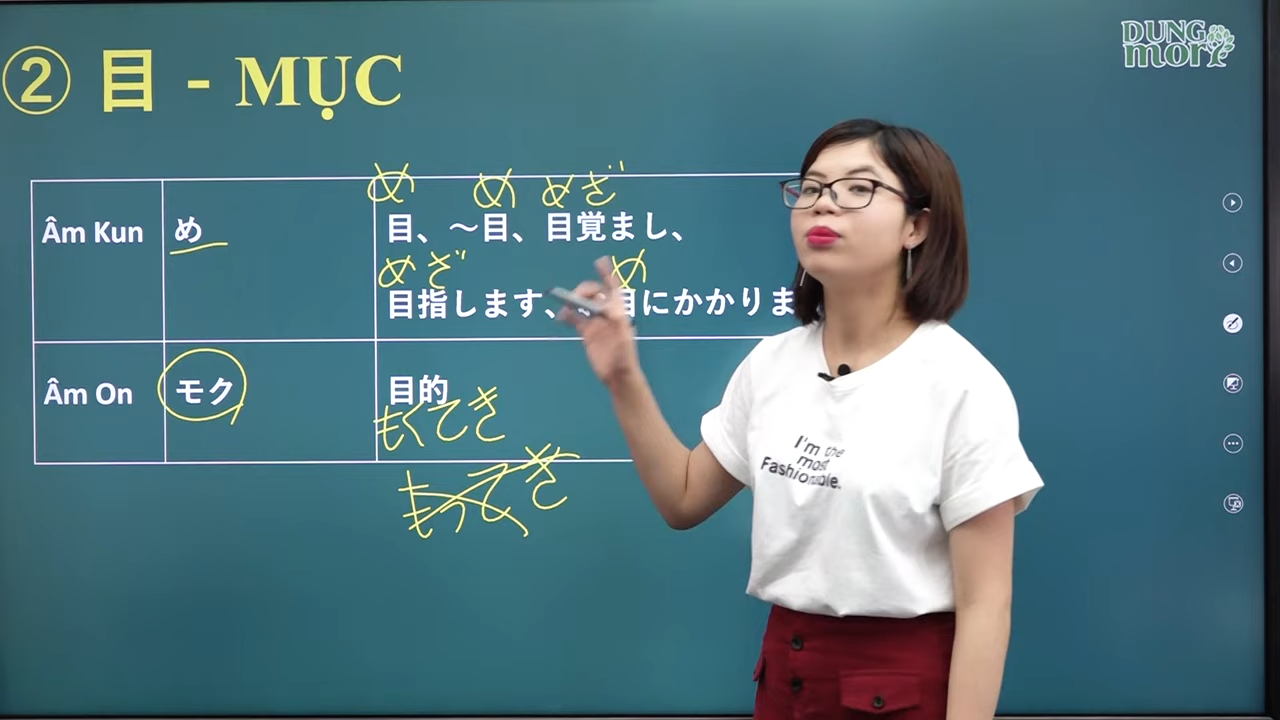 ② 目 - MỤC
DUNG
mori
め め めざ
Âm Kun め 目、～目、目覚まし、
めざ め
目指します、 目にかかりま
Âm On モク 目的
もくてき
もってき
I'm the
most
Fashionable.